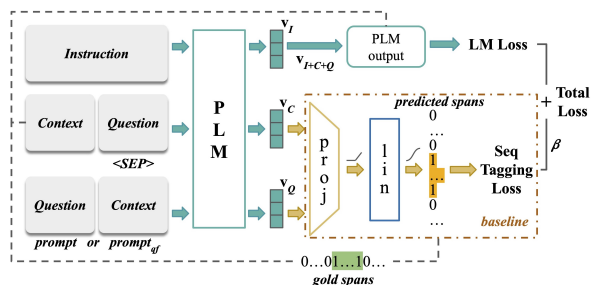 Instruction
Context
Question
<SEP>
Question
Context
prompt or prompt_qf
P
L
M
v_I
v_I+C+Q
PLM
output
LM Loss
v_C
v_Q
predicted spans
p
r
o
j
l
i
n
0
...
0
1
...
1
0
...
Seq
Tagging
Loss
baseline
+
Total
Loss
β
0...01...10...
gold spans